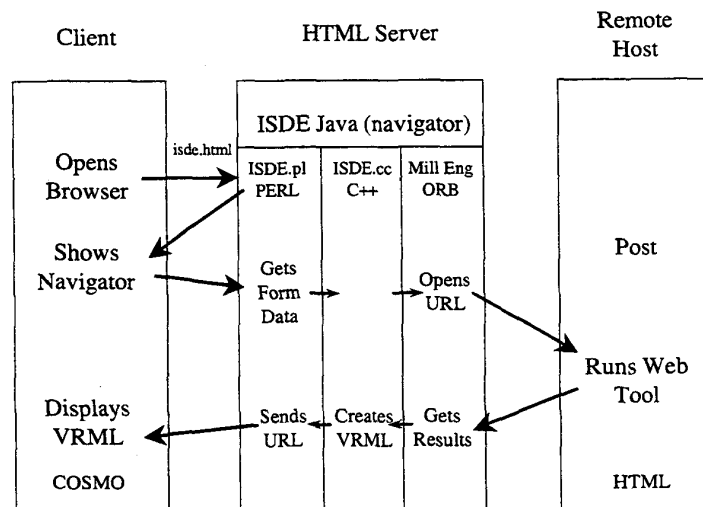 Client
HTML Server
Remote
Host
ISDE Java (navigator)
isde.html
Opens
Browser
ISDE.pl
PERL
ISDE.cc
C++
Mill Eng
ORB
Shows
Navigator
Gets
Form
Data
Opens
URL
Post
Runs Web
Tool
Displays
VRML
Sends
URL
Creates
VRML
Gets
Results
COSMO
HTML